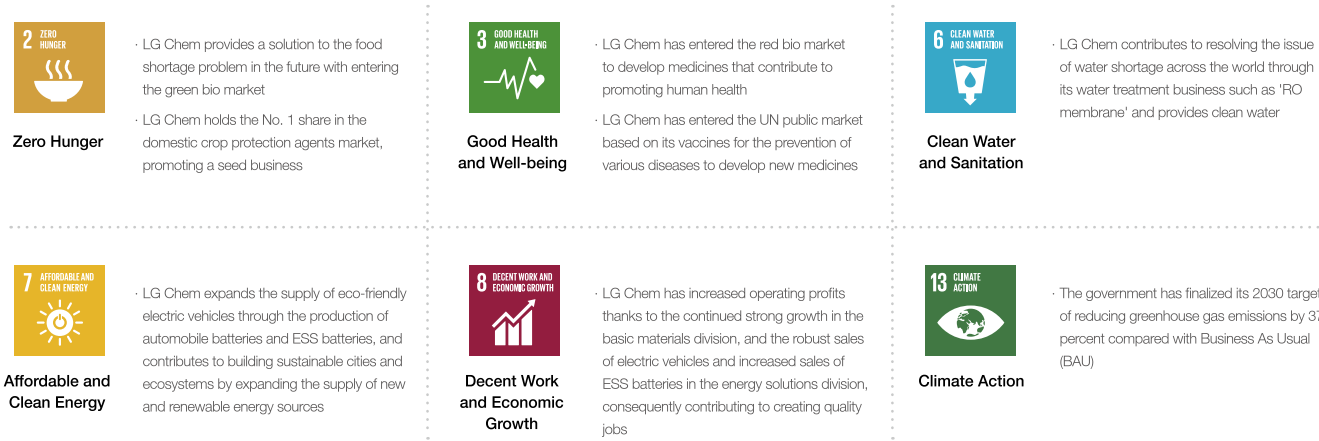 2 ZERO
HUNGER
Zero Hunger
· LG Chem provides a solution to the food
shortage problem in the future with entering
the green bio market
· LG Chem holds the No. 1 share in the
domestic crop protection agents market,
promoting a seed business
3 GOOD HEALTH
AND WELL-BEING
Good Health
and Well-being
· LG Chem has entered the red bio market
to develop medicines that contribute to
promoting human health
· LG Chem has entered the UN public market
based on its vaccines for the prevention of
various diseases to develop new medicines
6 CLEAN WATER
AND SANITATION
Clean Water
and Sanitation
· LG Chem contributes to resolving the issue
of water shortage across the world through
its water treatment business such as 'RO
membrane' and provides clean water
7 AFFORDABLE AND
CLEAN ENERGY
Affordable and
Clean Energy
· LG Chem expands the supply of eco-friendly
electric vehicles through the production of
automobile batteries and ESS batteries, and
contributes to building sustainable cities and
ecosystems by expanding the supply of new
and renewable energy sources
8 DECENT WORK AND
ECONOMIC GROWTH
Decent Work
and Economic
Growth
· LG Chem has increased operating profits
thanks to the continued strong growth in the
basic materials division, and the robust sales
of electric vehicles and increased sales of
ESS batteries in the energy solutions division,
consequently contributing to creating quality
jobs
13 CLIMATE
ACTION
Climate Action
· The government has finalized its 2030 target
of reducing greenhouse gas emissions by 37
percent compared with Business As Usual
(BAU)